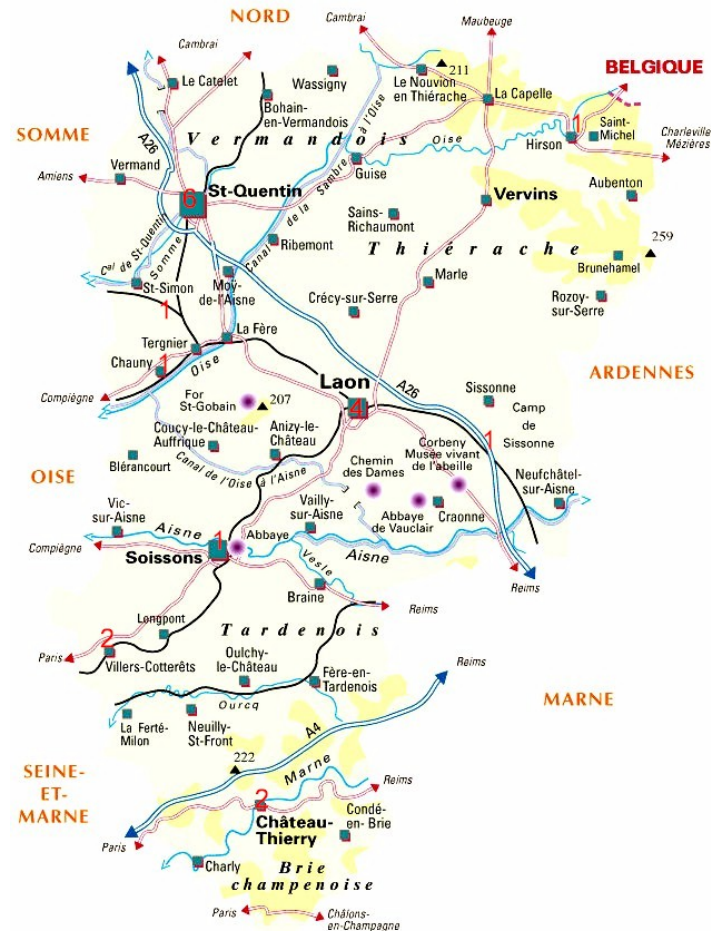 NORD
Cambrai
Maubeuge
Cambrai
211
BELGIQUE
Le Catelet
Wassigny
Le Nouvion
en Thiérache
La Capelle
Bohain-
en-Vermandois
SOMME
A26
Vermandois
Canal de la Sambre à l'Oise
Oise
1
Hirson
Saint-
Michel
Charleville
Mézières
Vermand
Amiens
Guise
Aubenton
6
St-Quentin
Vervins
Sains-
Richaumont
Cal de St-Quentin
Somme
Ribemont
Thiérache
259
Brunehamel
St-Simon
Moÿ-
de-l'Aisne
Marle
Crécy-sur-Serre
Rozoy-
sur-Serre
1
La Fère
Tergnier
Chauny
1
Oise
Laon
4
A26
ARDENNES
Compiègne
For
St-Gobain
207
Sissonne
Camp
de
Sissonne
1
Coucy-le-Château-
Auffrique
Anizy-le-
Château
Corbeny
Musée vivant
de l'abeille
Blérancourt
Canal de l'Oise à l'Aisne
Chemin
des Dames
OISE
Neufchâtel-
sur-Aisne
Vic-
sur-Aisne
Vailly-
sur-Aisne
Abbaye
de Vauclair
Craonne
Aisne
1
Abbaye
Compiègne
Soissons
Aisne
Vesle
Reims
Braine
Reims
Longpont
Tardenois
2
Paris
Villers-Cotterêts
Oulchy-
le-Château
Fère-en-
Tardenois
Reims
Ourcq
MARNE
La Ferté-
Milon
Neuilly-
St-Front
A4
222
SEINE-
ET-
MARNE
Marne
Reims
2
Château-
Thierry
Condé-
en- Brie
Paris
Charly
Brie
champenoise
Paris
Châlons-
en-Champagne